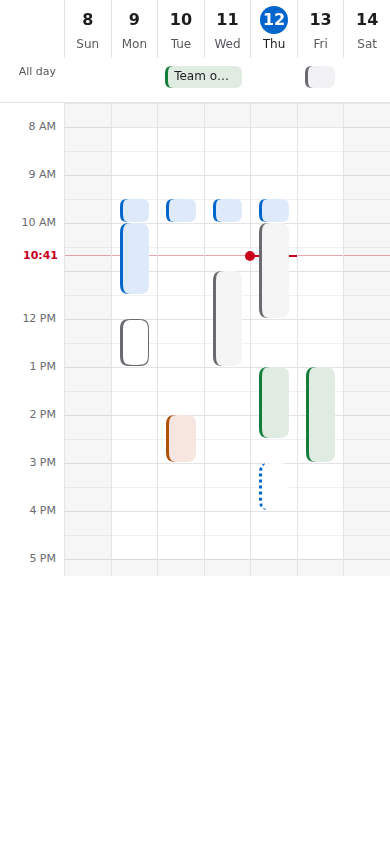 8 9 10 11 12 13 14
Sun Mon Tue Wed Thu Fri Sat
All day Team o...
8 AM
9 AM
10 AM
10:41
12 PM
1 PM
2 PM
3 PM
4 PM
5 PM